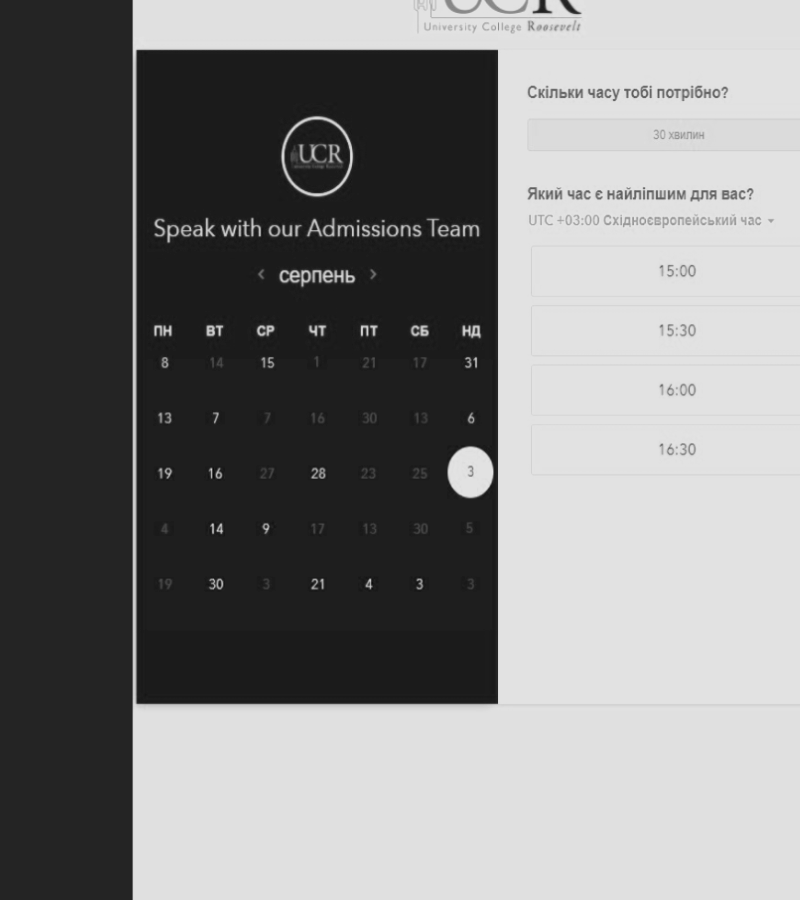 UCR
University College Roosevelt
UCR
Speak with our Admissions Team
< серпень >
ПН ВТ СР ЧТ ПТ СБ НД
8 14 15 1 21 17 31
13 7 7 16 30 13 6
19 16 27 28 23 25 3
4 14 9 17 13 30 5
19 30 3 21 4 3 3
Скільки часу тобі потрібно?
30 хвилин
Який час є найліпшим для вас?
UTC +03:00 Східноєвропейський час
15:00
15:30
16:00
16:30